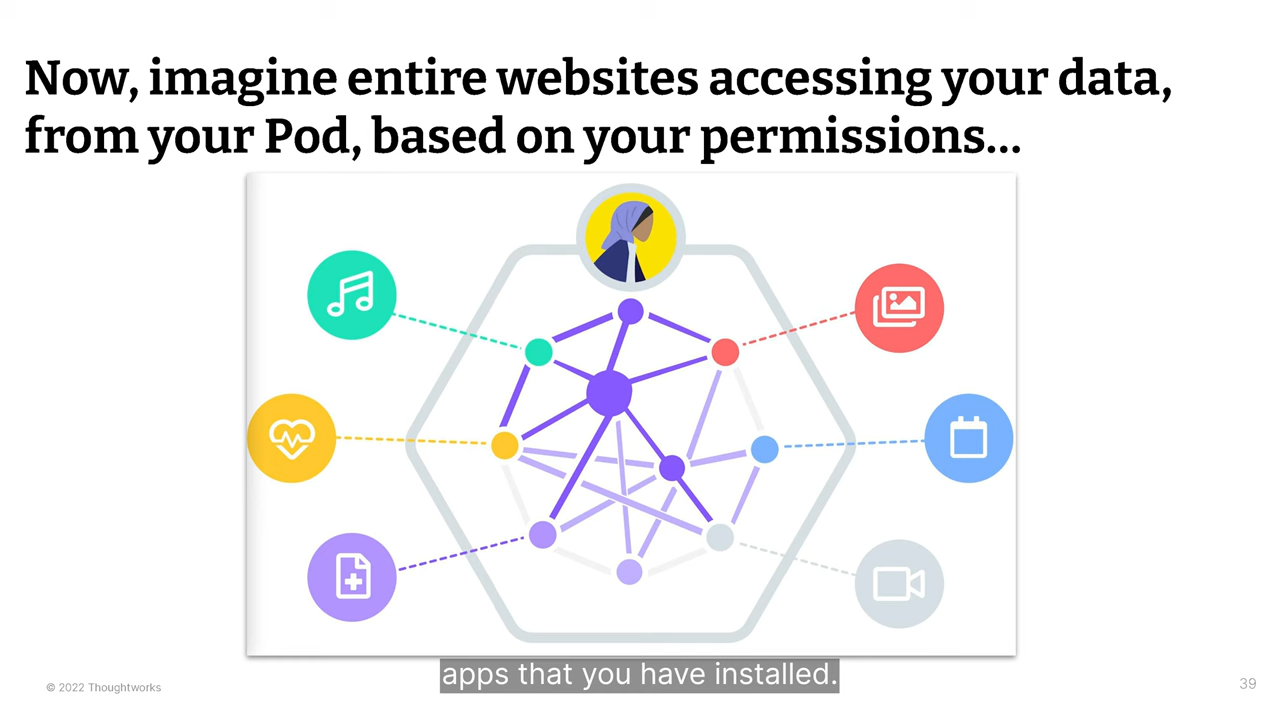 Now, imagine entire websites accessing your data,
from your Pod, based on your permissions...
apps that you have installed.
© 2022 Thoughtworks
39